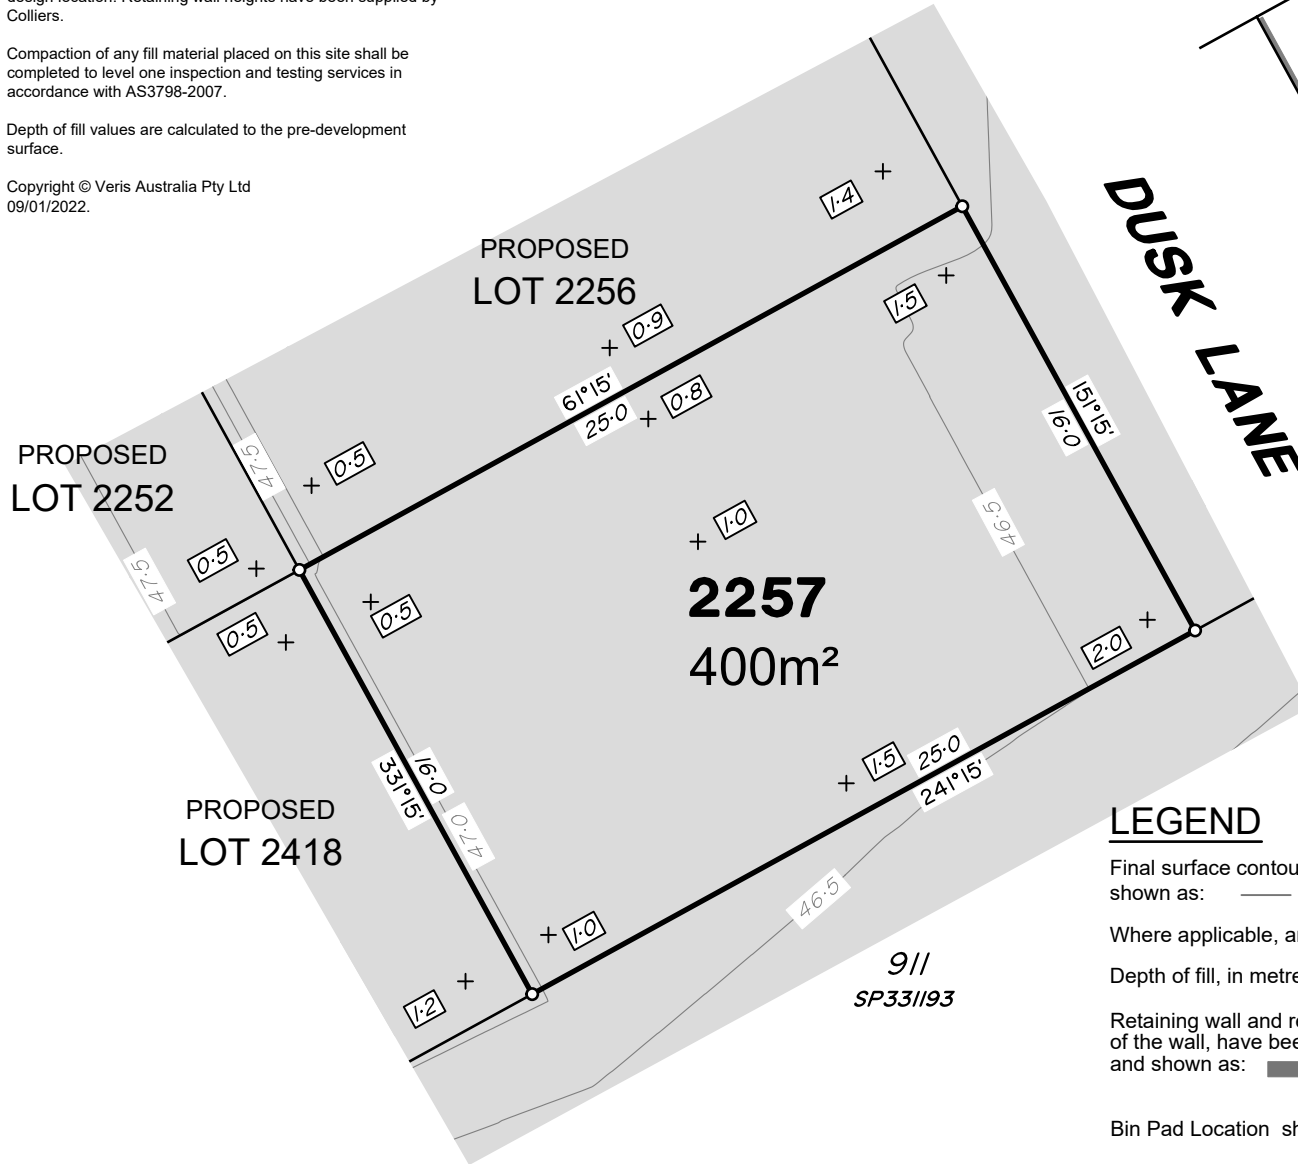 design location. Retaining wall heights have been supplied by
Colliers.
Compaction of any fill material placed on this site shall be
completed to level one inspection and testing services in
accordance with AS3798-2007.
Depth of fill values are calculated to the pre-development
surface.
Copyright © Veris Australia Pty Ltd
09/01/2022.
DUSK LANE
1·4
PROPOSED
LOT 2256
0·9
1·5
61°15'
25·0
0·8
151°15'
16·0
PROPOSED
LOT 2252
47·5
0·5
47·5
0·5
0·5
0·5
1·0
46·5
2257
400m²
2·0
PROPOSED
LOT 2418
331°15'
16·0
47·0
1·5
25·0
241°15'
46·5
1·0
1·2
911
SP331193
LEGEND
Final surface contou
shown as:
Where applicable, a
Depth of fill, in metre
Retaining wall and r
of the wall, have bee
and shown as:
Bin Pad Location s